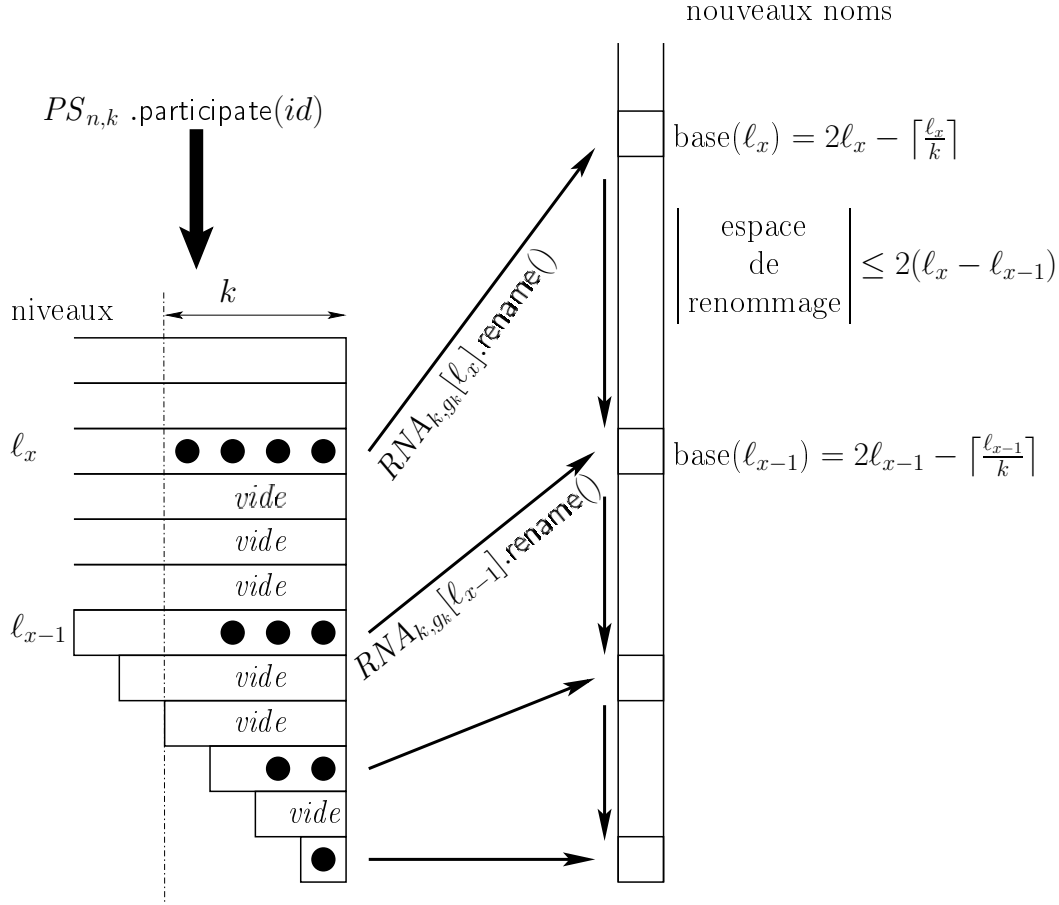 nouveaux noms
PS_{n,k} .participate(id)
base(ℓ_x) = 2ℓ_x − ⌈ℓ_x/k⌉
espace
de
renommage
≤ 2(ℓ_x − ℓ_{x−1})
k
niveaux
RNA_{k,g_k}[ℓ_x].rename()
ℓ_x
base(ℓ_{x−1}) = 2ℓ_{x−1} − ⌈ℓ_{x−1}/k⌉
vide
vide
vide
RNA_{k,g_k}[ℓ_{x−1}].rename()
ℓ_{x−1}
vide
vide
vide